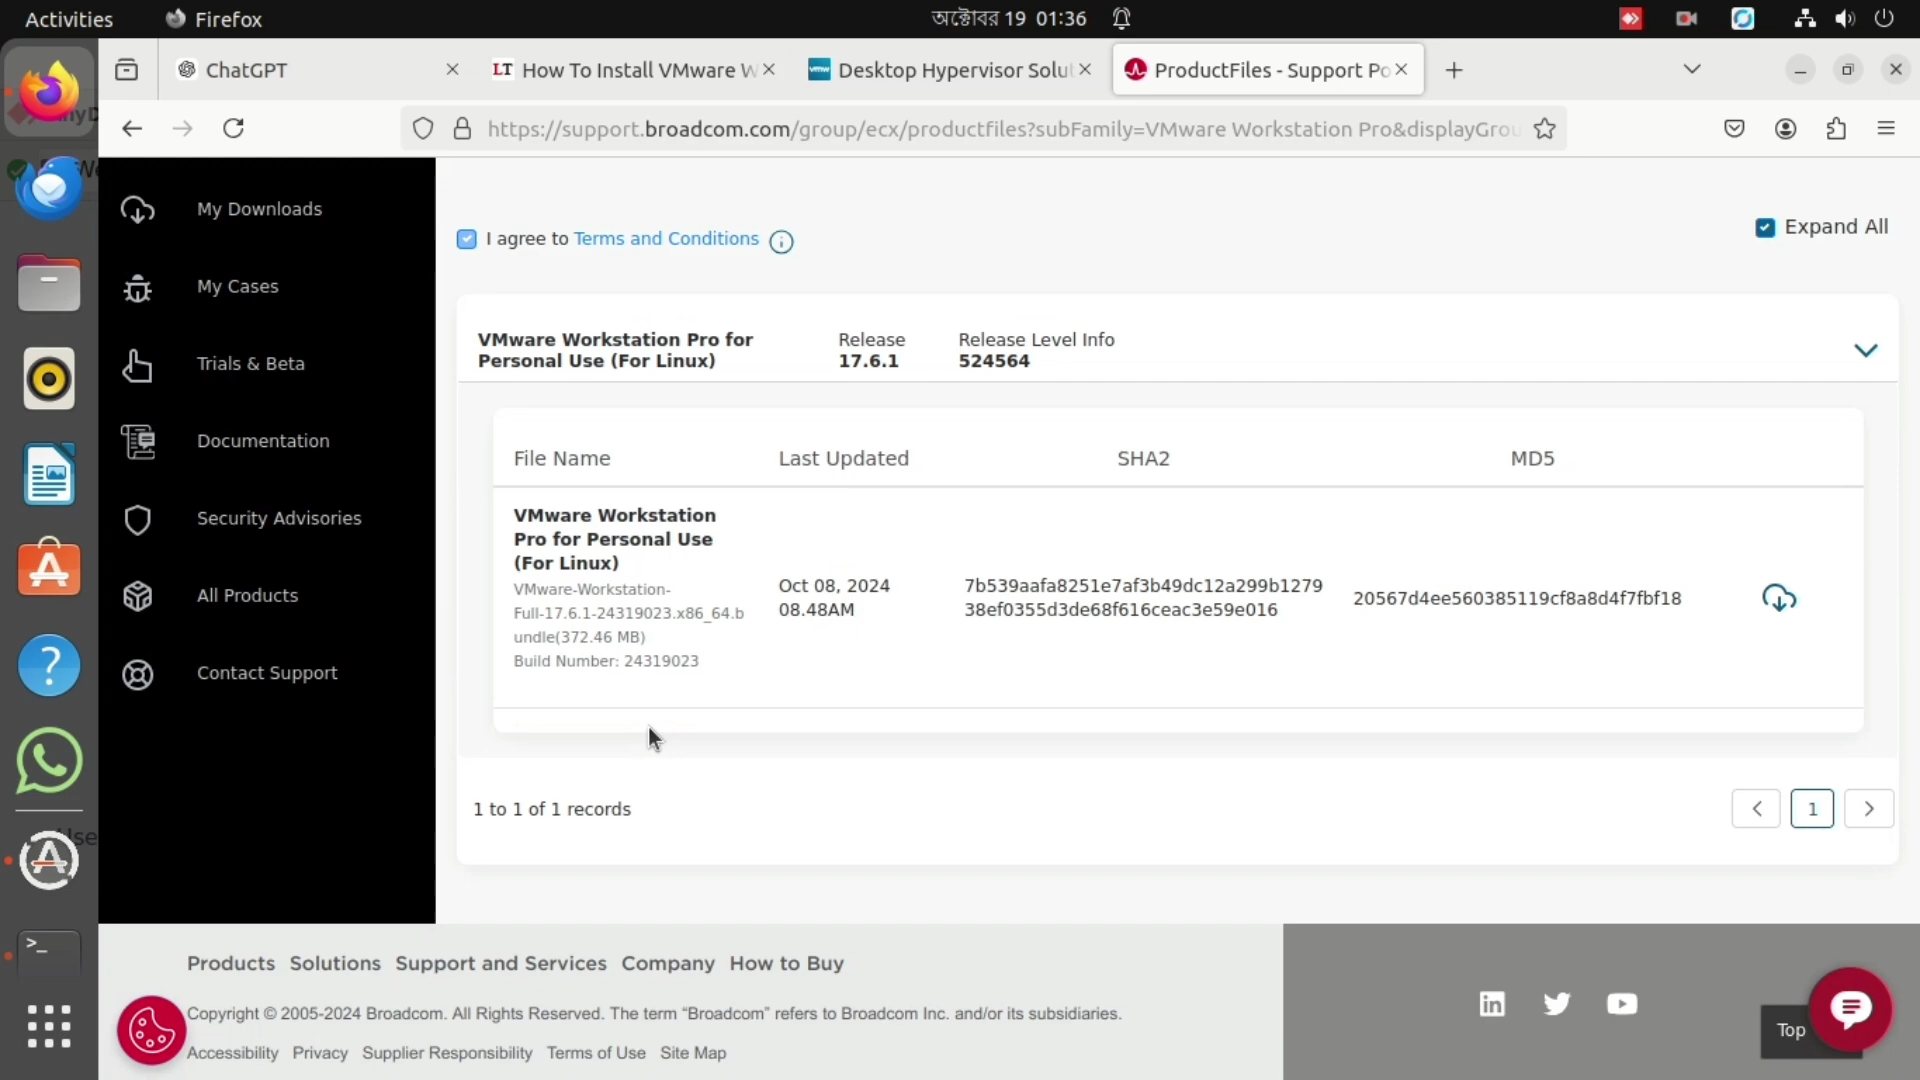 Activities
Firefox
অক্টোবর 19 01:36
ChatGPT
LT How To Install VMware W
vmw Desktop Hypervisor Solut
ProductFiles - Support Po
https://support.broadcom.com/group/ecx/productfiles?subFamily=VMware Workstation Pro&displayGrou
My Downloads
My Cases
Trials & Beta
Documentation
Security Advisories
All Products
Contact Support
I agree to Terms and Conditions
Expand All
VMware Workstation Pro for
Personal Use (For Linux)
Release
17.6.1
Release Level Info
524564
File Name
Last Updated
SHA2
MD5
VMware Workstation
Pro for Personal Use
(For Linux)
VMware-Workstation-
Full-17.6.1-24319023.x86_64.b
undle(372.46 MB)
Build Number: 24319023
Oct 08, 2024
08.48AM
7b539aafa8251e7af3b49dc12a299b1279
38ef0355d3de68f616ceac3e59e016
20567d4ee560385119cf8a8d4f7fbf18
1 to 1 of 1 records
1
Products Solutions Support and Services Company How to Buy
Copyright © 2005-2024 Broadcom. All Rights Reserved. The term “Broadcom” refers to Broadcom Inc. and/or its subsidiaries.
Accessibility Privacy Supplier Responsibility Terms of Use Site Map
Top